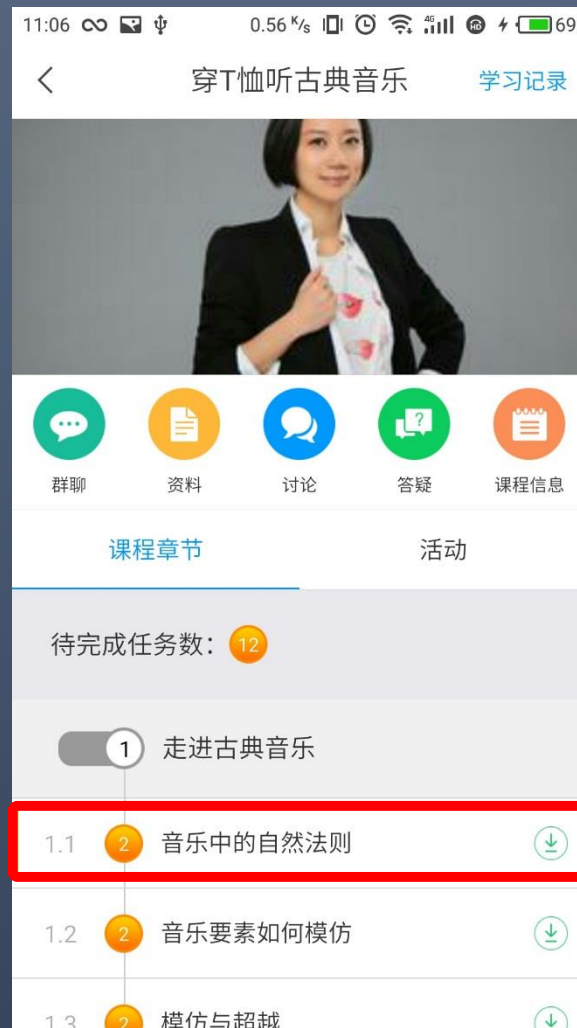 11:06 0.56 K/s 4G HD 69
穿T恤听古典音乐 学习记录
群聊 资料 讨论 答疑 课程信息
课程章节 活动
待完成任务数： 12
1 走进古典音乐
1.1 2 音乐中的自然法则
1.2 2 音乐要素如何模仿
1.3 2 模仿与超越